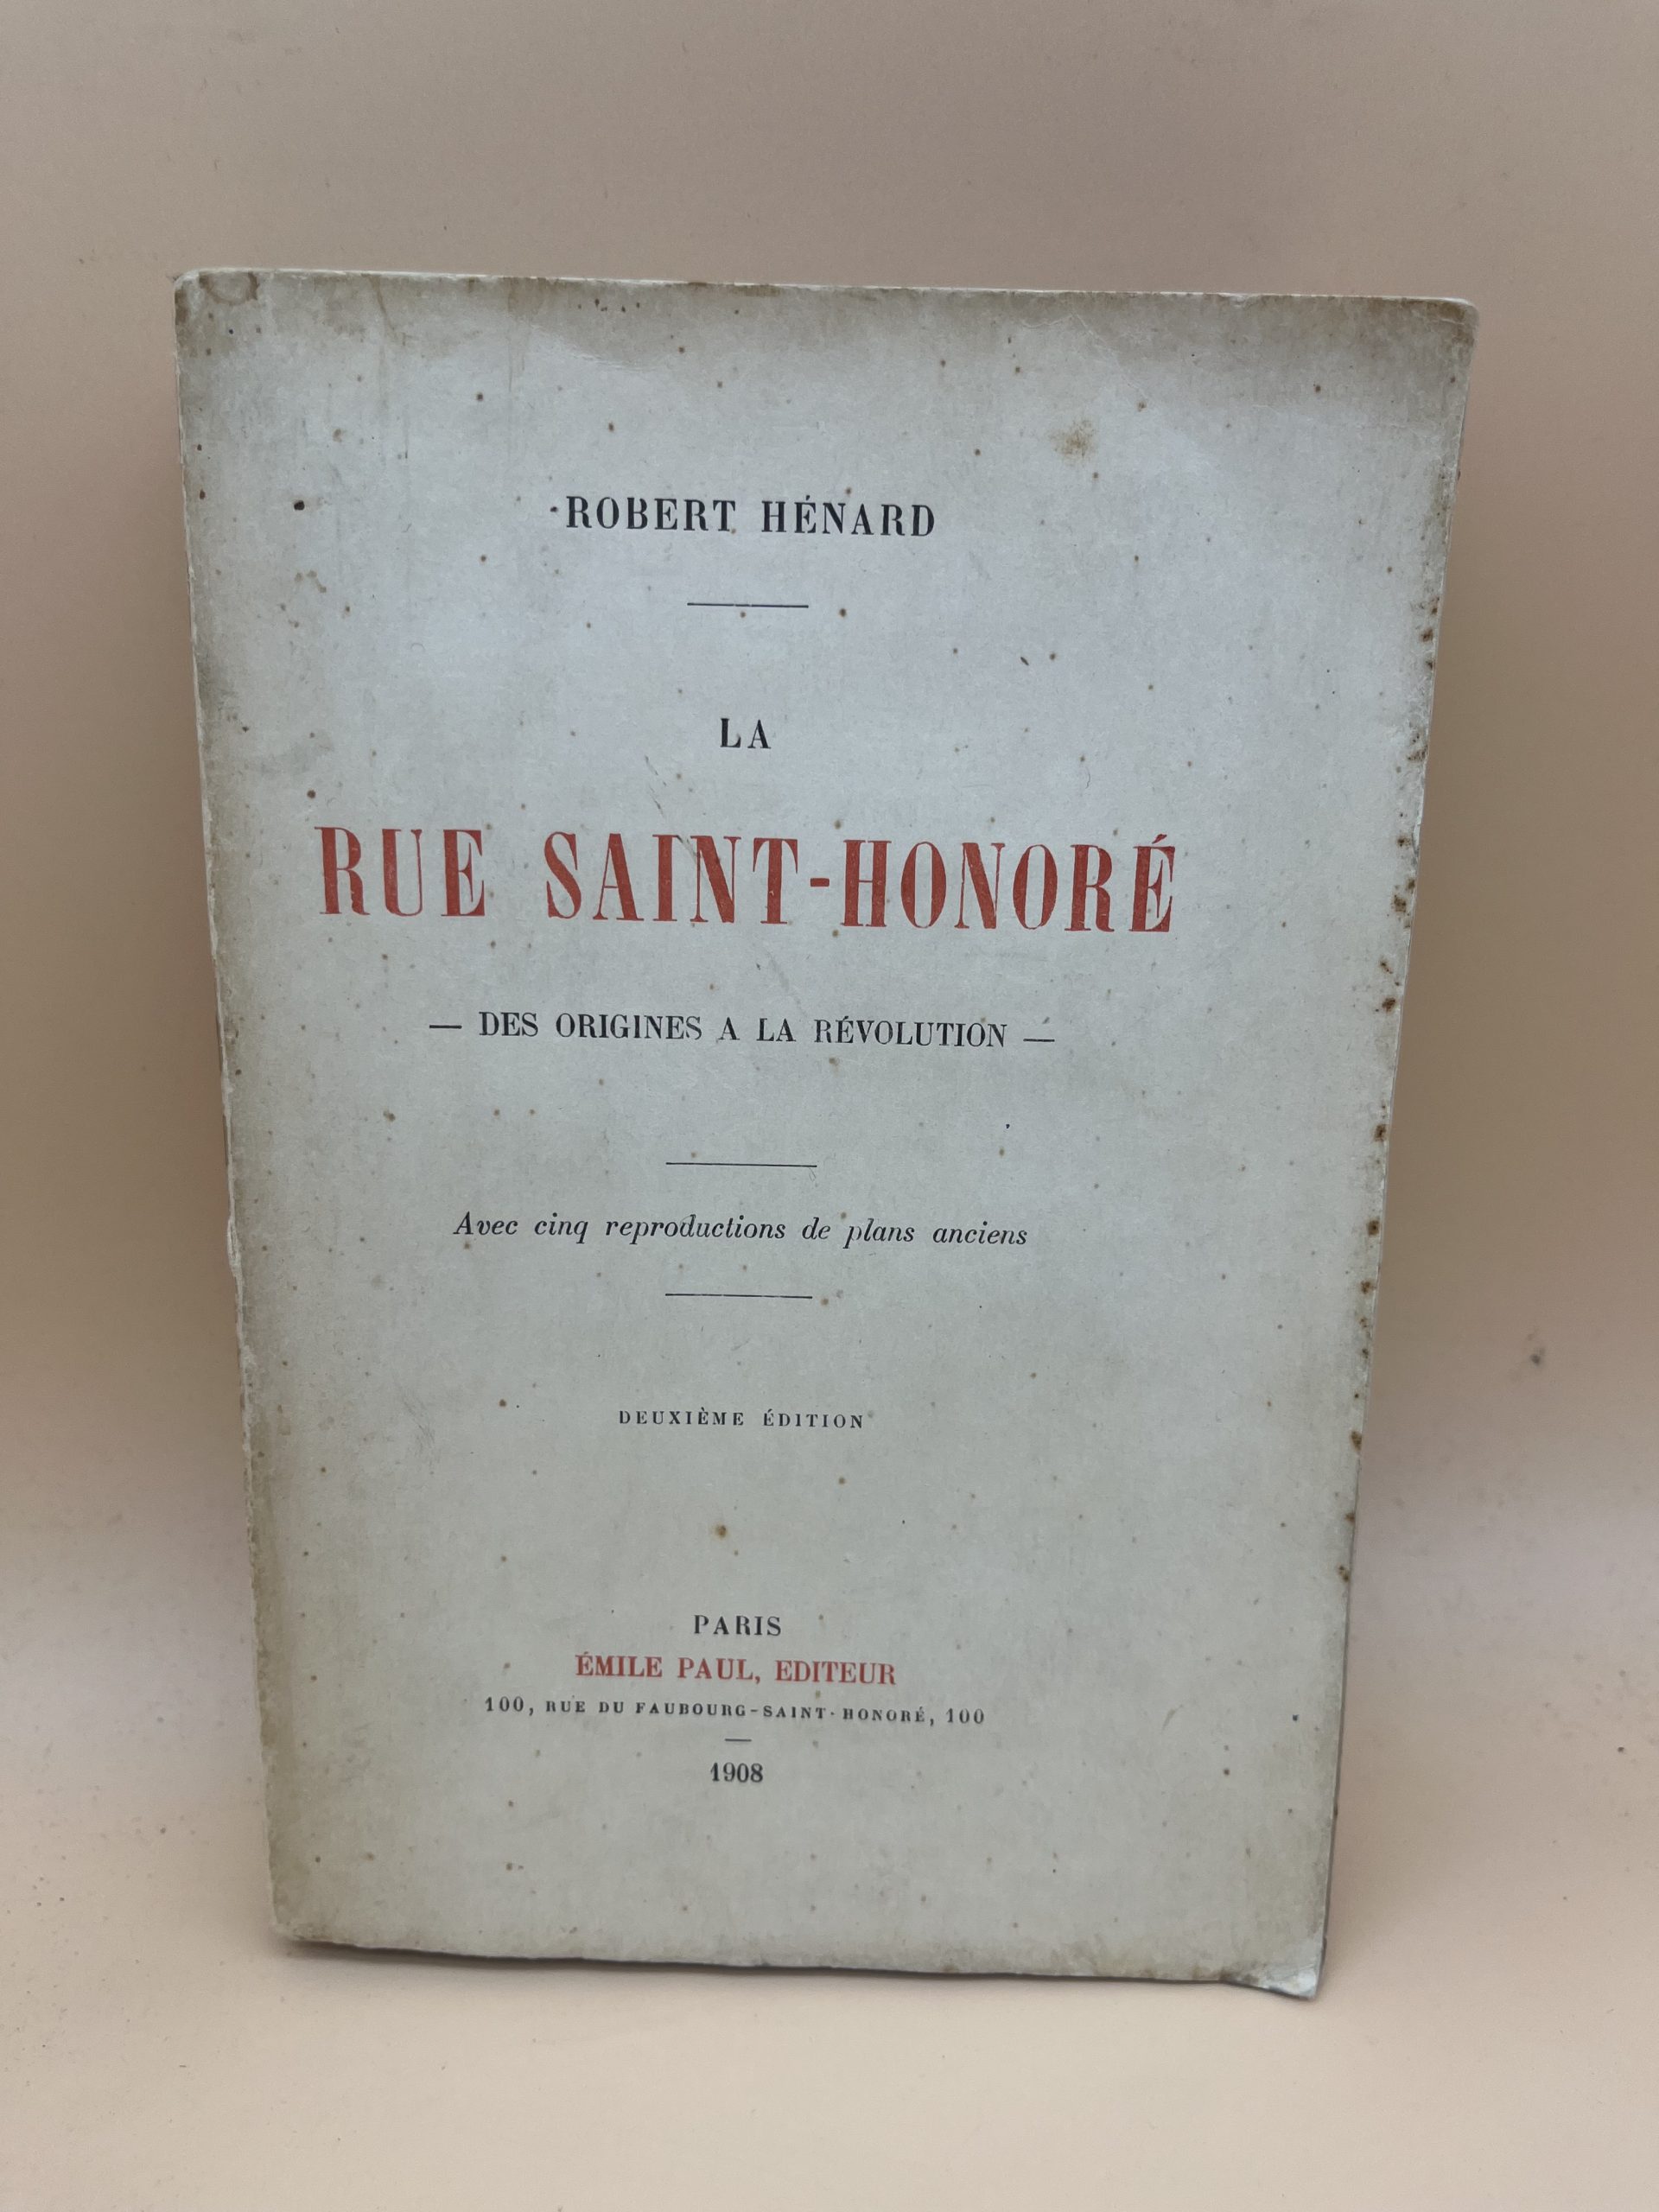 ROBERT HÉNARD
LA
RUE SAINT-HONORÉ
— DES ORIGINES A LA RÉVOLUTION —
Avec cinq reproductions de plans anciens
DEUXIÈME ÉDITION
PARIS
ÉMILE PAUL, EDITEUR
100, RUE DU FAUBOURG-SAINT-HONORÉ, 100
1908